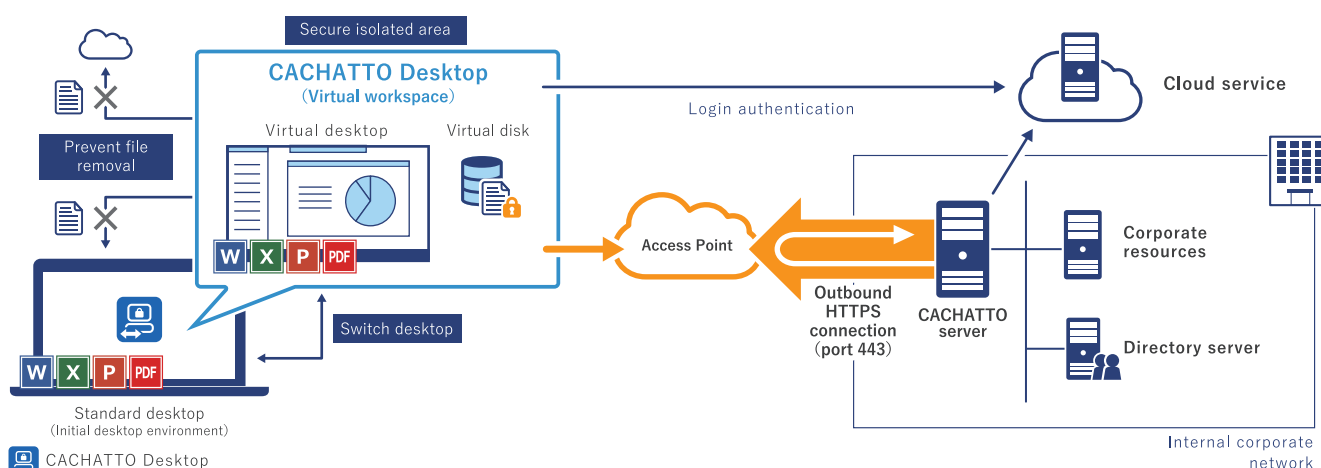 Secure isolated area
CACHATTO Desktop
(Virtual workspace)
Virtual desktop
Virtual disk
Prevent file
removal
W X P PDF
Switch desktop
W X P PDF
Standard desktop
(Initial desktop environment)
CACHATTO Desktop
Login authentication
Cloud service
Access Point
Outbound
HTTPS
connection
(port 443)
CACHATTO
server
Corporate
resources
Directory server
Internal corporate
network